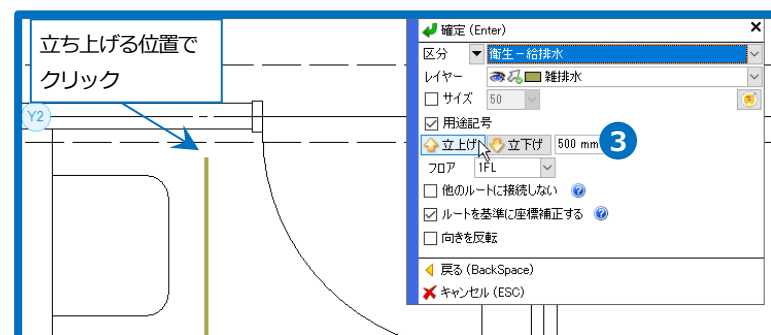 立ち上げる位置で
クリック
Y2
確定 (Enter)
区分 衛生－給排水
レイヤー 雑排水
サイズ 50
用途記号
立上げ 立下げ 500 mm
3
フロア 1FL
他のルートに接続しない
ルートを基準に座標補正する
向きを反転
戻る (BackSpace)
キャンセル (ESC)